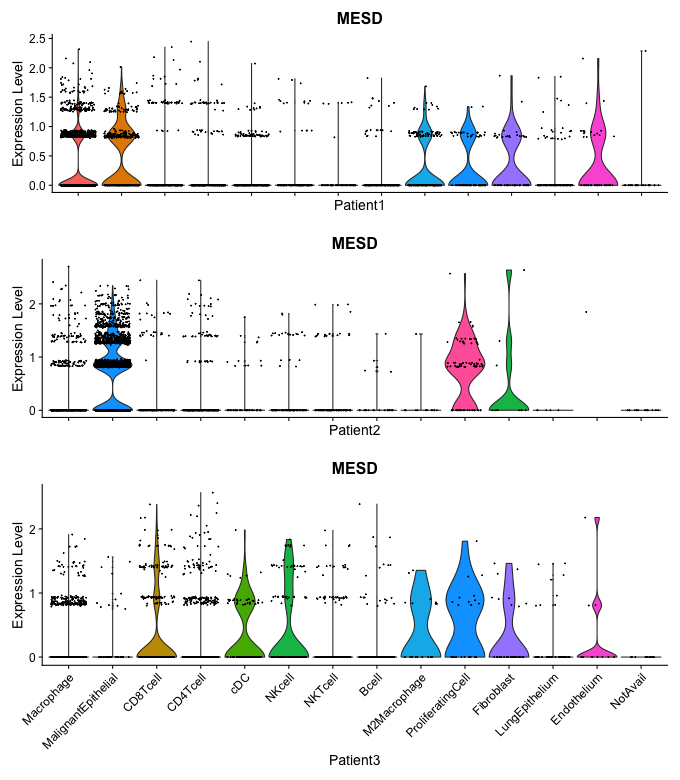 MESD
Expression Level
2.5
2.0
1.5
1.0
0.5
0.0
Patient1
MESD
Expression Level
2
1
0
Patient2
MESD
Expression Level
2
1
0
Macrophage
MalignantEpithelial
CD8Tcell
CD4Tcell
cDC
NKcell
NKTcell
Bcell
M2Macrophage
ProliferatingCell
Fibroblast
LungEpithelium
Endothelium
NotAvail
Patient3